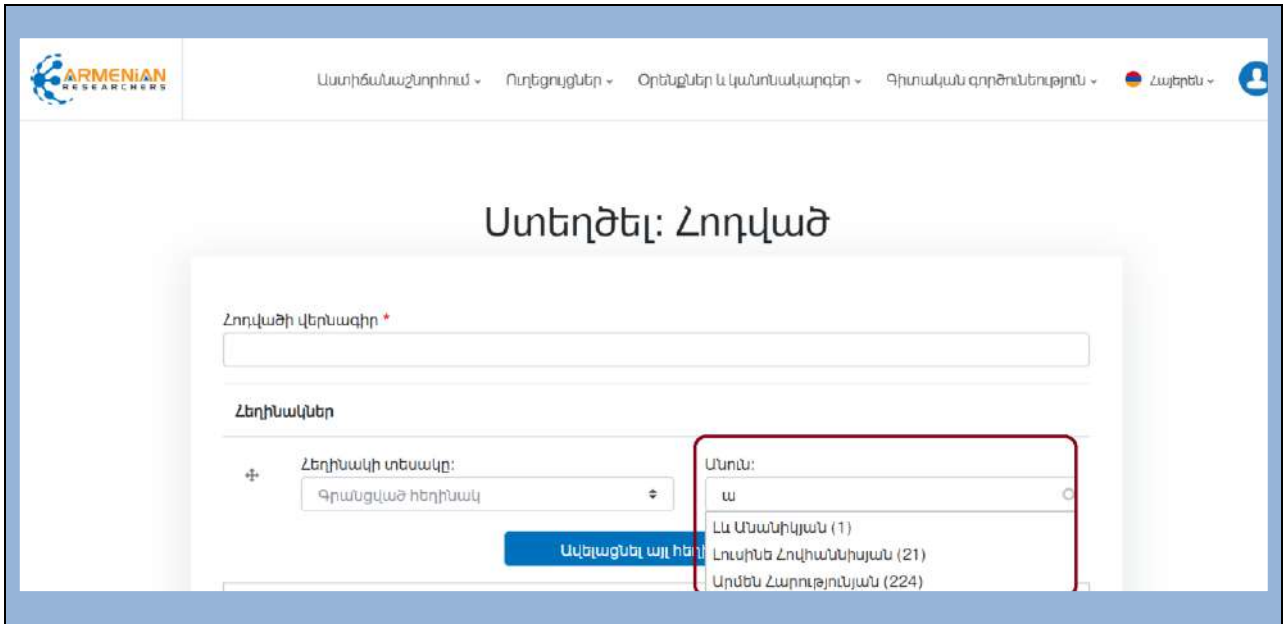 ARMENIAN
RESEARCHERS
Աստիճանաշնորհում Ուղեցույցներ Օրենքներ և կանոնակարգեր Գիտական գործունեություն Հայերեն
Ստեղծել: Հոդված
Հոդվածի վերնագիր *
Հեղինակներ
Հեղինակի տեսակը: Անուն:
Գրանցված հեղինակ ա
Լև Անանիկյան (1)
Ավելացնել այլ հեղի Լուսինե Հովհաննիսյան (21)
Արմեն Հարությունյան (224)